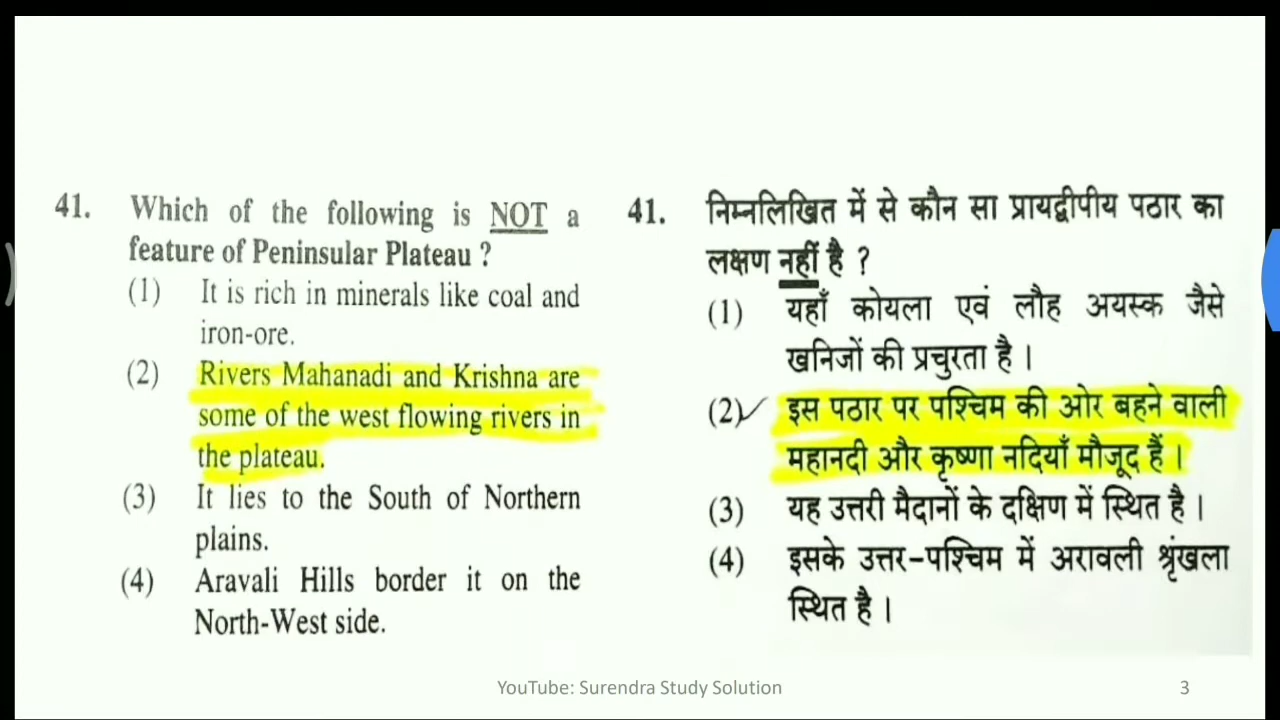 41. Which of the following is NOT a
feature of Peninsular Plateau ?
(1) It is rich in minerals like coal and
iron-ore.
(2) Rivers Mahanadi and Krishna are
some of the west flowing rivers in
the plateau.
(3) It lies to the South of Northern
plains.
(4) Aravali Hills border it on the
North-West side.
41. निम्नलिखित में से कौन सा प्रायद्वीपीय पठार का
लक्षण नहीं है ?
(1) यहाँ कोयला एवं लौह अयस्क जैसे
खनिजों की प्रचुरता है ।
(2) इस पठार पर पश्चिम की ओर बहने वाली
महानदी और कृष्णा नदियाँ मौजूद हैं ।
(3) यह उत्तरी मैदानों के दक्षिण में स्थित है ।
(4) इसके उत्तर-पश्चिम में अरावली श्रृंखला
स्थित है ।
YouTube: Surendra Study Solution
3